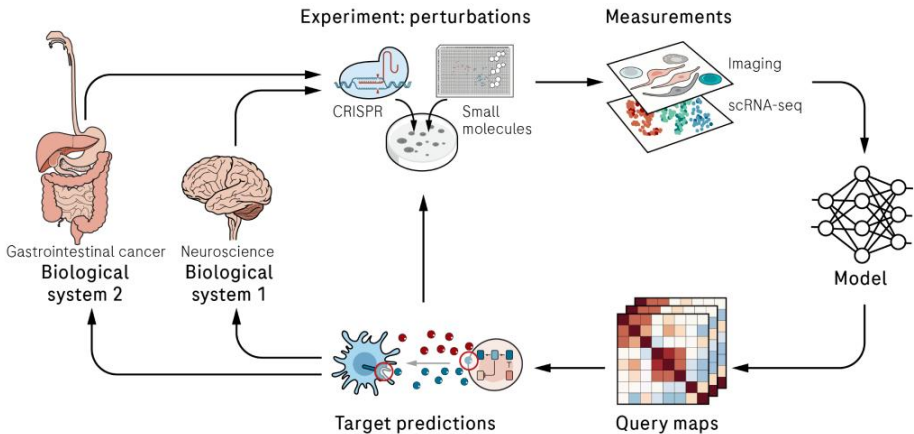 Experiment: perturbations
Measurements
Imaging
scRNA-seq
CRISPR
Small
molecules
Gastrointestinal cancer
Biological
system 2
Neuroscience
Biological
system 1
Model
Target predictions
Query maps